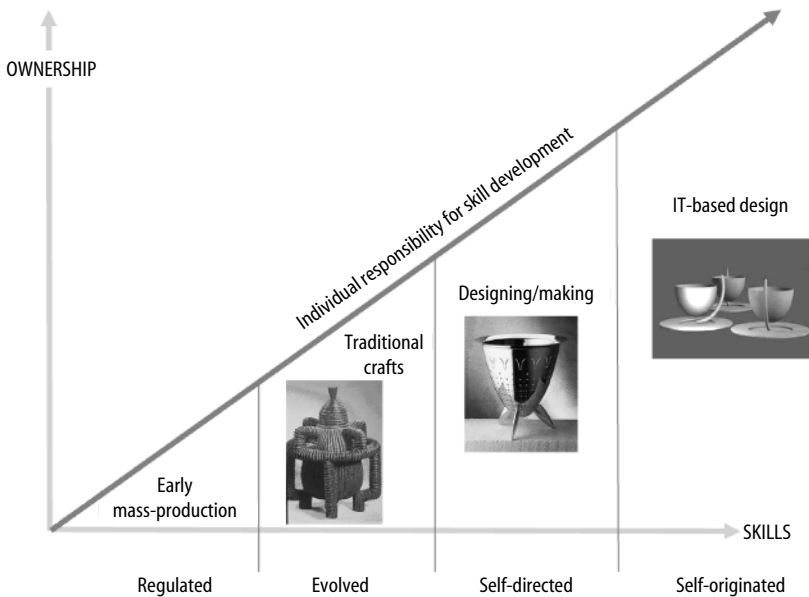 OWNERSHIP
Individual responsibility for skill development
IT-based design
Designing/making
Traditional
crafts
Early
mass-production
SKILLS
Regulated
Evolved
Self-directed
Self-originated